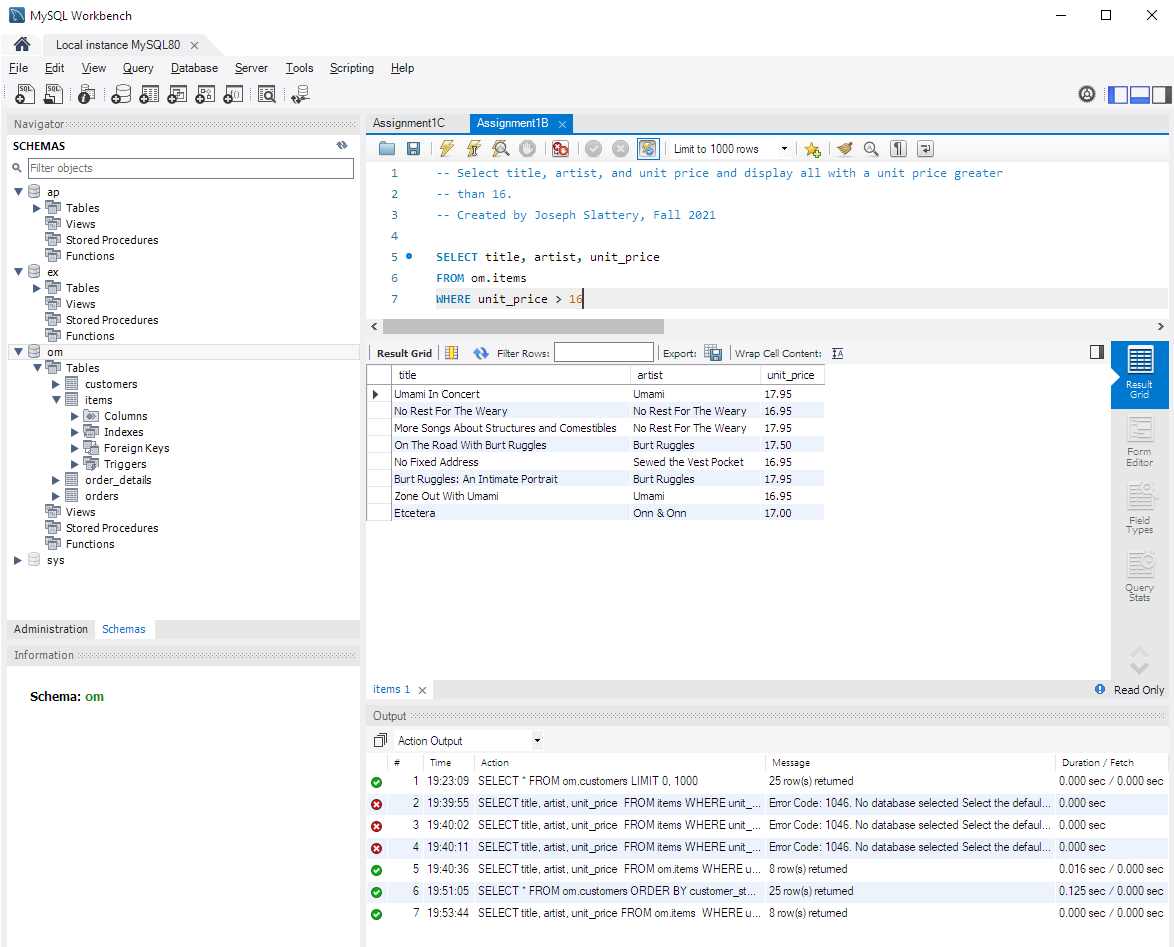 MySQL Workbench
Local instance MySQL80
File Edit View Query Database Server Tools Scripting Help
Navigator
SCHEMAS
Filter objects
ap
Tables
Views
Stored Procedures
Functions
ex
Tables
Views
Stored Procedures
Functions
om
Tables
customers
items
Columns
Indexes
Foreign Keys
Triggers
order_details
orders
Views
Stored Procedures
Functions
sys
Administration Schemas
Information
Schema: om
Assignment1C Assignment1B
Limit to 1000 rows
1 -- Select title, artist, and unit price and display all with a unit price greater
2 -- than 16.
3 -- Created by Joseph Slattery, Fall 2021
4
5 SELECT title, artist, unit_price
6 FROM om.items
7 WHERE unit_price > 16
Result Grid Filter Rows: Export: Wrap Cell Content:
title artist unit_price
Umami In Concert Umami 17.95
No Rest For The Weary No Rest For The Weary 16.95
More Songs About Structures and Comestibles No Rest For The Weary 17.95
On The Road With Burt Ruggles Burt Ruggles 17.50
No Fixed Address Sewed the Vest Pocket 16.95
Burt Ruggles: An Intimate Portrait Burt Ruggles 17.95
Zone Out With Umami Umami 16.95
Etcetera Onn & Onn 17.00
Result
Grid
Form
Editor
Field
Types
Query
Stats
items 1 Read Only
Output
Action Output
# Time Action Message Duration / Fetch
1 19:23:09 SELECT * FROM om.customers LIMIT 0, 1000 25 row(s) returned 0.000 sec / 0.000 sec
2 19:39:55 SELECT title, artist, unit_price FROM items WHERE unit_... Error Code: 1046. No database selected Select the defaul... 0.000 sec
3 19:40:02 SELECT title, artist, unit_price FROM items WHERE unit_... Error Code: 1046. No database selected Select the defaul... 0.000 sec
4 19:40:11 SELECT title, artist, unit_price FROM items WHERE unit_... Error Code: 1046. No database selected Select the defaul... 0.000 sec
5 19:40:36 SELECT title, artist, unit_price FROM om.items WHERE u... 8 row(s) returned 0.016 sec / 0.000 sec
6 19:51:05 SELECT * FROM om.customers ORDER BY customer_st... 25 row(s) returned 0.125 sec / 0.000 sec
7 19:53:44 SELECT title, artist, unit_price FROM om.items WHERE u... 8 row(s) returned 0.000 sec / 0.000 sec